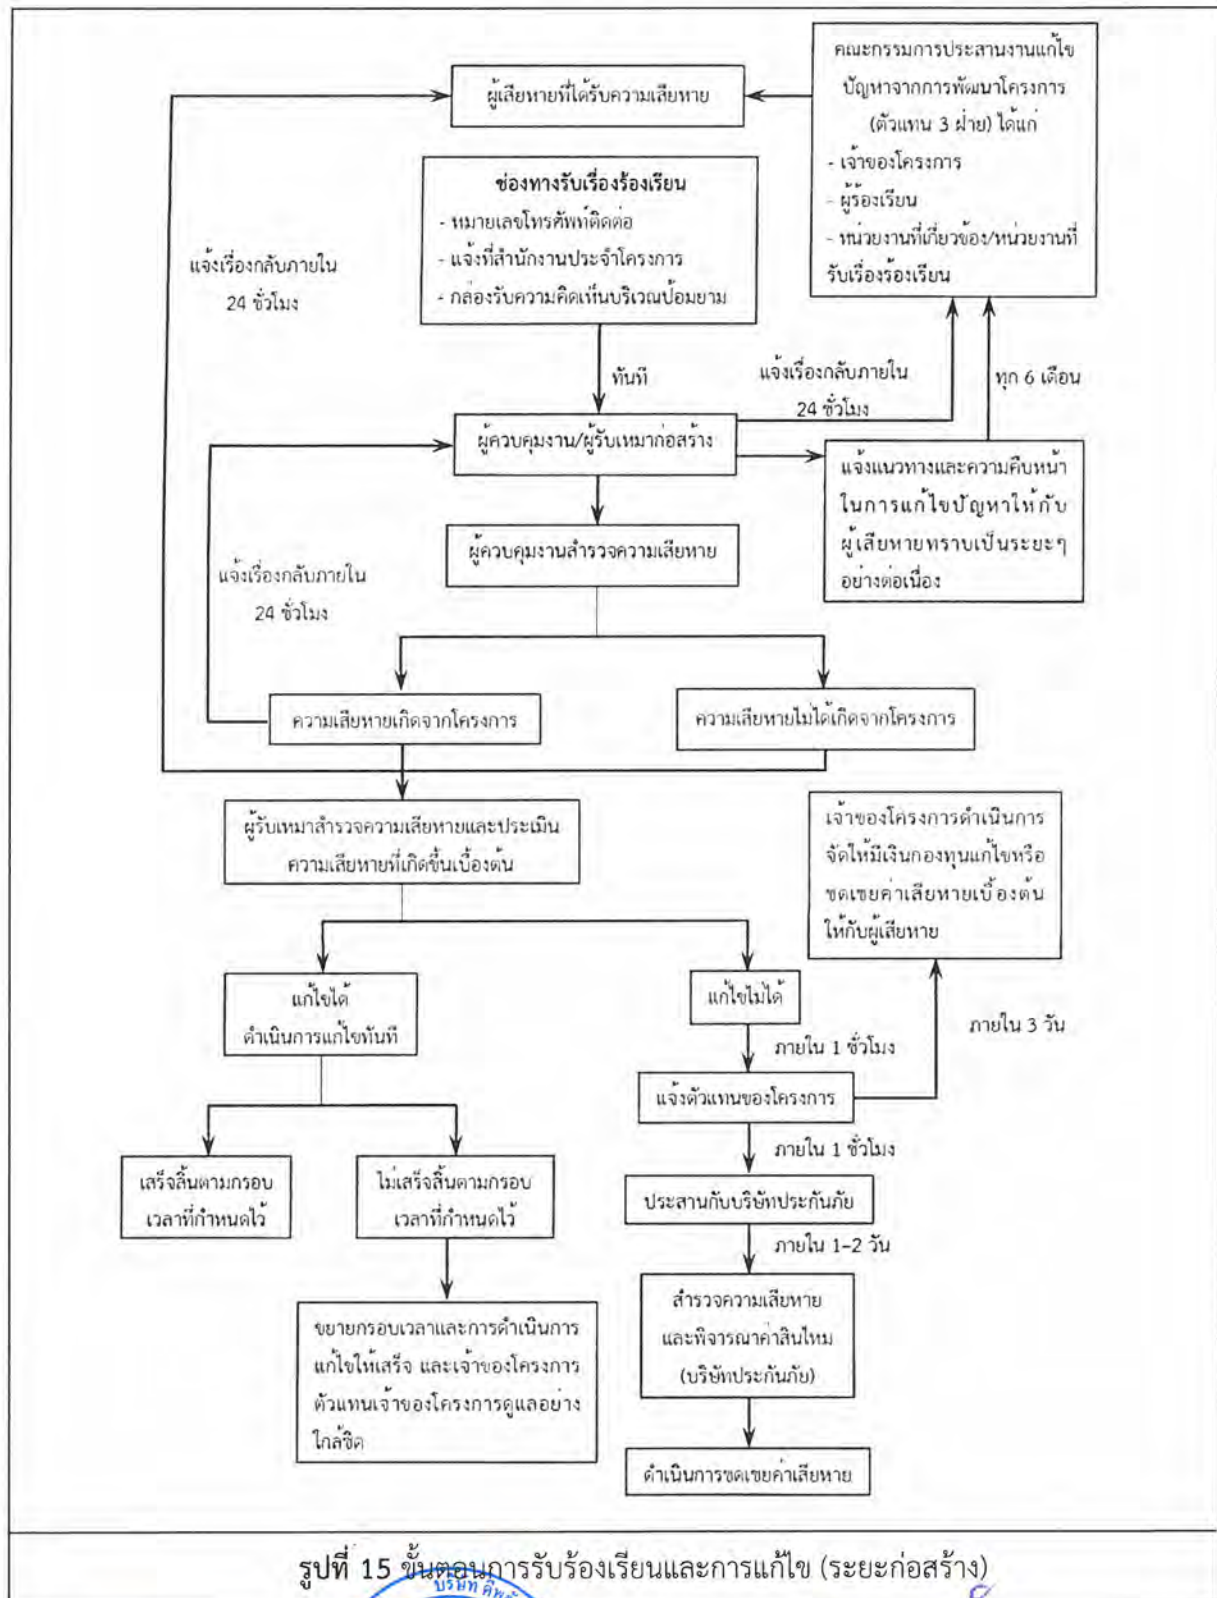 คณะกรรมการประสานงานแก้ไข
ปัญหาจากการพัฒนาโครงการ
(ตัวแทน 3 ฝ่าย) ได้แก่
- เจ้าของโครงการ
- ผู้ร้องเรียน
- หน่วยงานที่เกี่ยวข้อง/หน่วยงานที่
รับเรื่องร้องเรียน
ผู้เสียหายที่ได้รับความเสียหาย
ช่องทางรับเรื่องร้องเรียน
- หมายเลขโทรศัพท์ติดต่อ
- แจ้งที่สำนักงานประจำโครงการ
- กล่องรับความคิดเห็นบริเวณป้อมยาม
แจ้งเรื่องกลับภายใน
24 ชั่วโมง
ทันที
แจ้งเรื่องกลับภายใน
24 ชั่วโมง
ทุก 6 เดือน
ผู้ควบคุมงาน/ผู้รับเหมาก่อสร้าง
แจ้งแนวทางและความคืบหน้า
ในการแก้ไขปัญหาให้กับ
ผู้เสียหายทราบเป็นระยะๆ
อย่างต่อเนื่อง
ผู้ควบคุมงานสำรวจความเสียหาย
แจ้งเรื่องกลับภายใน
24 ชั่วโมง
ความเสียหายเกิดจากโครงการ
ความเสียหายไม่ได้เกิดจากโครงการ
ผู้รับเหมาสำรวจความเสียหายและประเมิน
ความเสียหายที่เกิดขึ้นเบื้องต้น
เจ้าของโครงการดำเนินการ
จัดให้มีเงินกองทุนแก้ไขหรือ
ชดเชยค่าเสียหายเบื้องต้น
ให้กับผู้เสียหาย
แก้ไขได้
ดำเนินการแก้ไขทันที
แก้ไขไม่ได้
ภายใน 3 วัน
ภายใน 1 ชั่วโมง
แจ้งตัวแทนของโครงการ
ภายใน 1 ชั่วโมง
เสร็จสิ้นตามกรอบ
เวลาที่กำหนดไว้
ไม่เสร็จสิ้นตามกรอบ
เวลาที่กำหนดไว้
ประสานกับบริษัทประกันภัย
ภายใน 1-2 วัน
สำรวจความเสียหาย
และพิจารณาค่าสินไหม
(บริษัทประกันภัย)
ขยายกรอบเวลาและการดำเนินการ
แก้ไขให้เสร็จ และเจ้าของโครงการ
ตัวแทนเจ้าของโครงการดูแลอย่าง
ใกล้ชิด
ดำเนินการชดเชยค่าเสียหาย
รูปที่ 15 ขั้นตอนการรับร้องเรียนและการแก้ไข (ระยะก่อสร้าง)
บริษัท